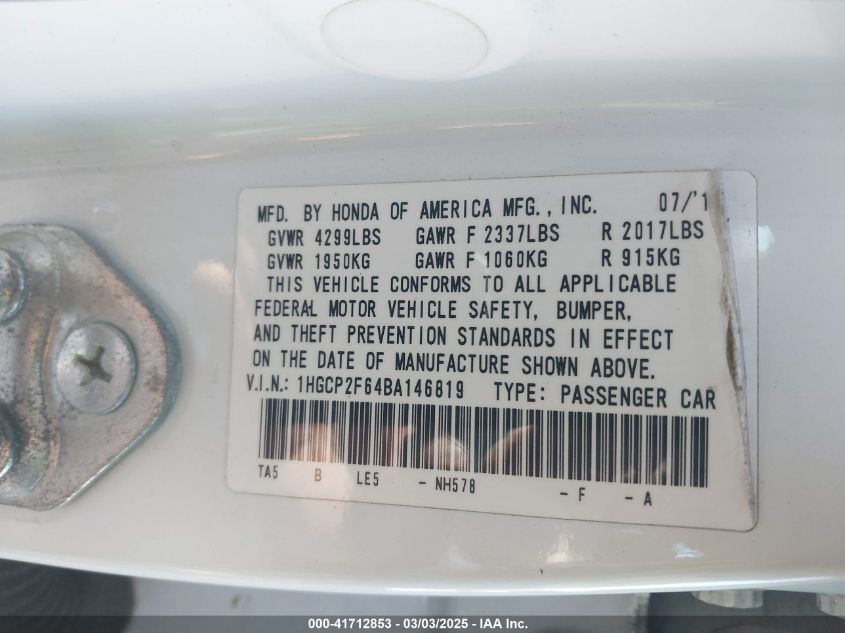 MFD. BY HONDA OF AMERICA MFG., INC. 07/'1
GVWR 4299LBS GAWR F 2337LBS R 2017LBS
GVWR 1950KG GAWR F 1060KG R 915KG
THIS VEHICLE CONFORMS TO ALL APPLICABLE
FEDERAL MOTOR VEHICLE SAFETY, BUMPER,
AND THEFT PREVENTION STANDARDS IN EFFECT
ON THE DATE OF MANUFACTURE SHOWN ABOVE.
V.I.N.: 1HGCP2F64BA146819 TYPE: PASSENGER CAR
TA5 B LE5 - NH578 - F - A
000-41712853 — 03/03/2025 — IAA Inc.